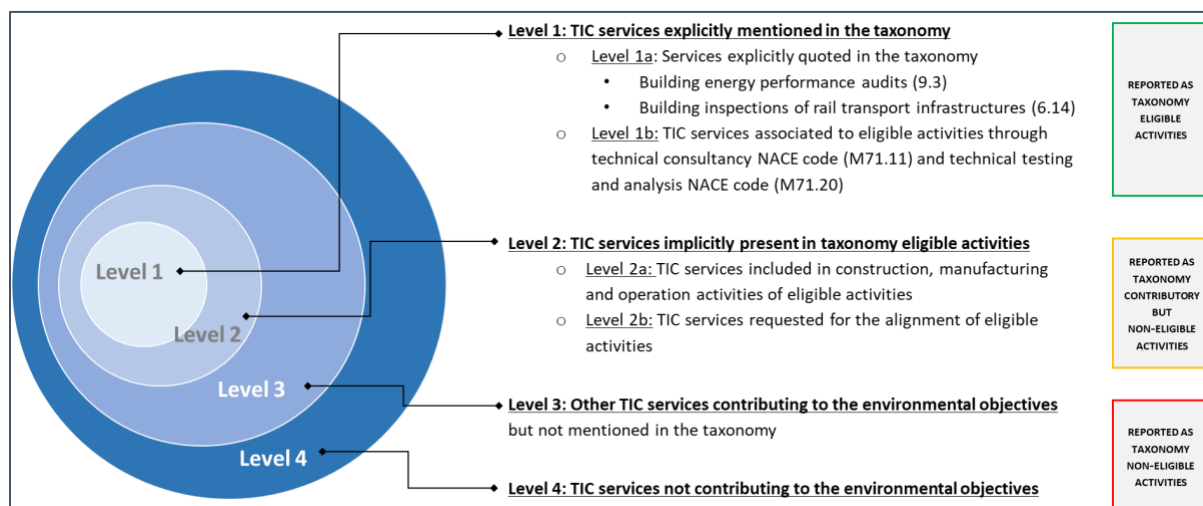 Level 1: TIC services explicitly mentioned in the taxonomy
o Level 1a: Services explicitly quoted in the taxonomy
• Building energy performance audits (9.3)
• Building inspections of rail transport infrastructures (6.14)
o Level 1b: TIC services associated to eligible activities through
technical consultancy NACE code (M71.11) and technical testing
and analysis NACE code (M71.20)
REPORTED AS
TAXONOMY
ELIGIBLE
ACTIVITIES
Level 2: TIC services implicitly present in taxonomy eligible activities
o Level 2a: TIC services included in construction, manufacturing
and operation activities of eligible activities
o Level 2b: TIC services requested for the alignment of eligible
activities
REPORTED AS
TAXONOMY
CONTRIBUTORY
BUT
NON-ELIGIBLE
ACTIVITIES
Level 3: Other TIC services contributing to the environmental objectives
but not mentioned in the taxonomy
Level 4: TIC services not contributing to the environmental objectives
REPORTED AS
TAXONOMY
NON-ELIGIBLE
ACTIVITIES
Level 1
Level 2
Level 3
Level 4